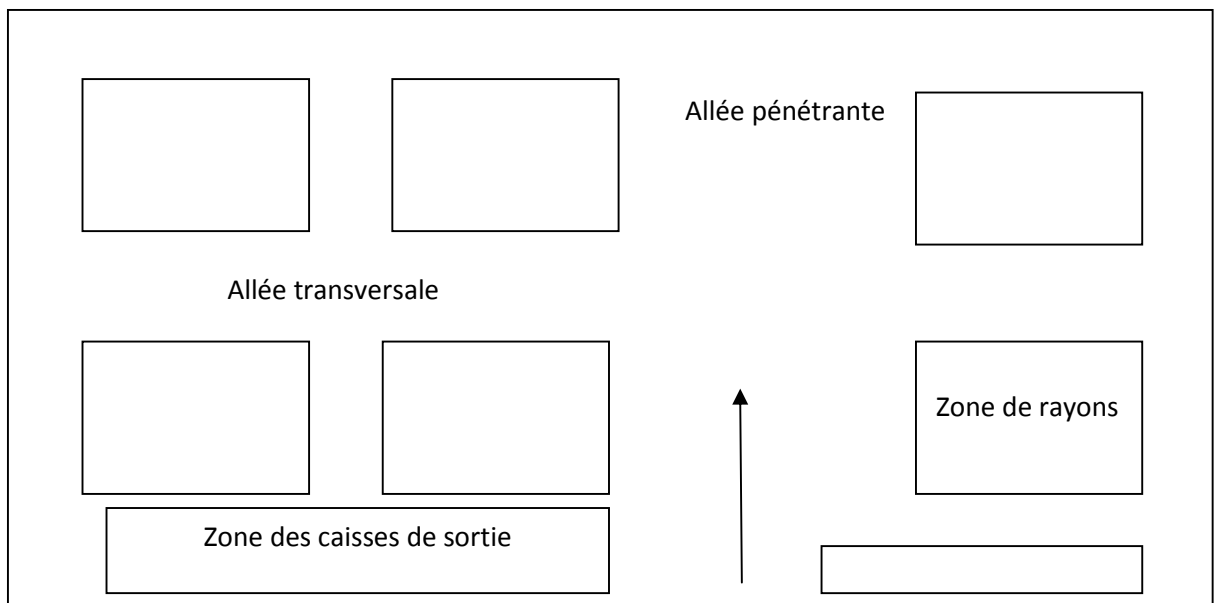 Allée pénétrante
Allée transversale
Zone de rayons
Zone des caisses de sortie